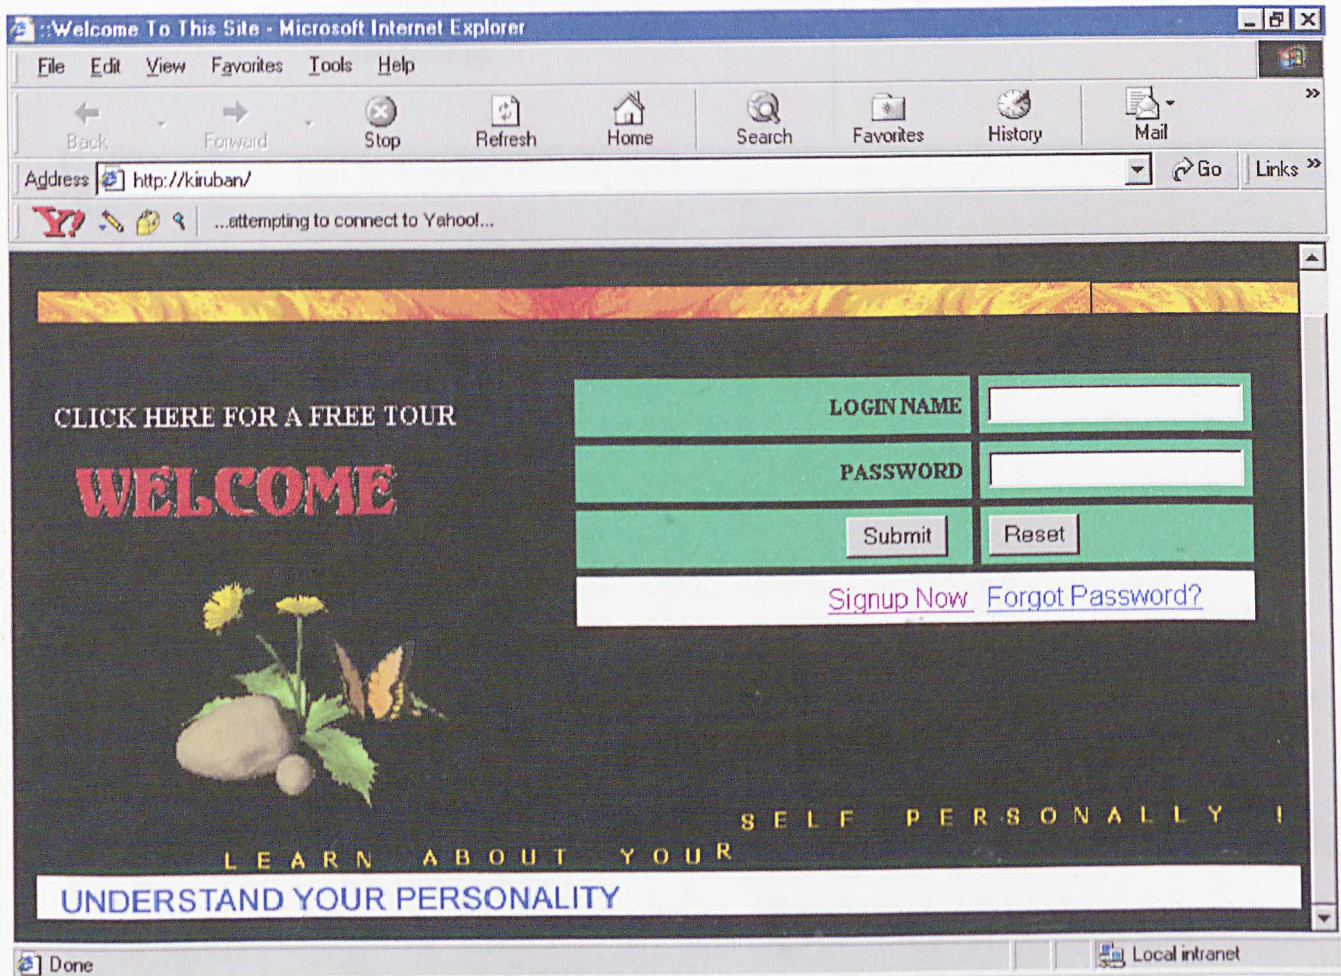 ::Welcome To This Site - Microsoft Internet Explorer
File Edit View Favorites Tools Help
Back Forward Stop Refresh Home Search Favorites History Mail »
Address http://kiruban/ Go Links »
Y! ...attempting to connect to Yahoo!...
CLICK HERE FOR A FREE TOUR
WELCOME
LOGIN NAME
PASSWORD
Submit Reset
Signup Now Forgot Password?
LEARN ABOUT YOUR SELF PERSONALLY !
UNDERSTAND YOUR PERSONALITY
Done Local intranet